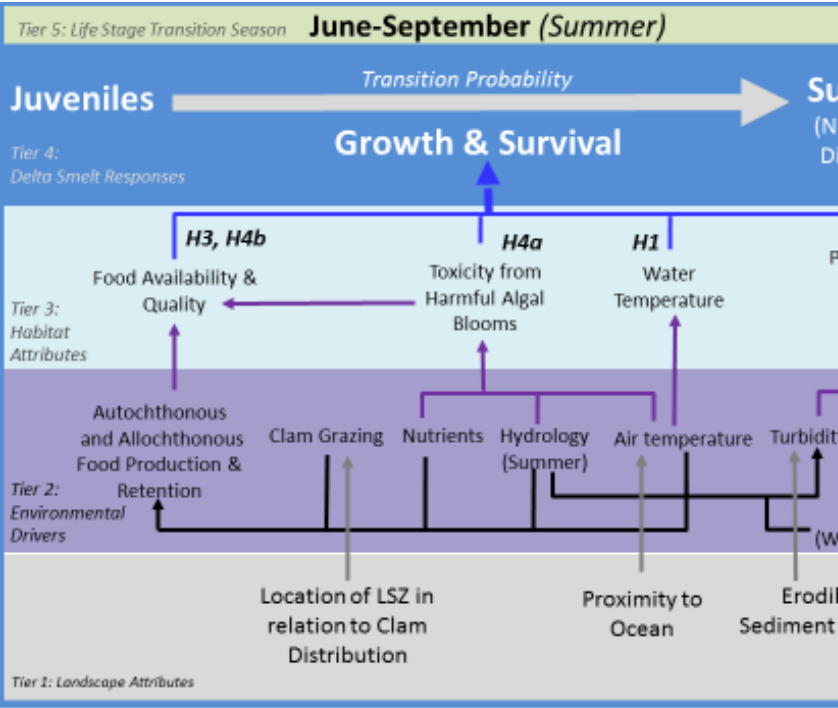 Tier 5: Life Stage Transition Season June-September (Summer)
Transition Probability
Juveniles
Growth & Survival
Tier 4:
Delta Smelt Responses
H3, H4b
H4a
H1
Food Availability &
Quality
Toxicity from
Harmful Algal
Blooms
Water
Temperature
Tier 3:
Habitat
Attributes
Autochthonous
and Allochthonous
Food Production &
Retention
Clam Grazing
Nutrients
Hydrology
(Summer)
Air temperature
Tier 2:
Environmental
Drivers
Location of LSZ in
relation to Clam
Distribution
Proximity to
Ocean
Sediment
Tier 1: Landscape Attributes